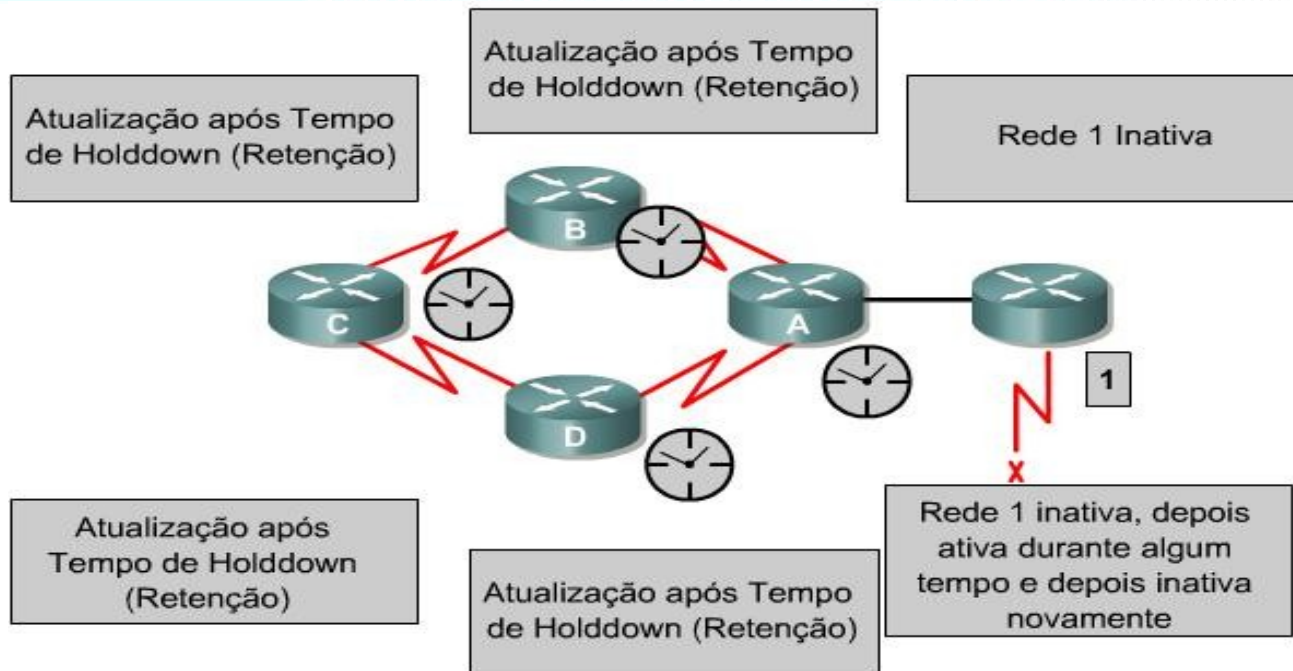 Atualização após Tempo
de Holddown (Retenção)
Atualização após Tempo
de Holddown (Retenção)
Rede 1 Inativa
B
C
A
D
1
X
Atualização após
Tempo de Holddown
(Retenção)
Atualização após Tempo
de Holddown (Retenção)
Rede 1 inativa, depois
ativa durante algum
tempo e depois inativa
novamente